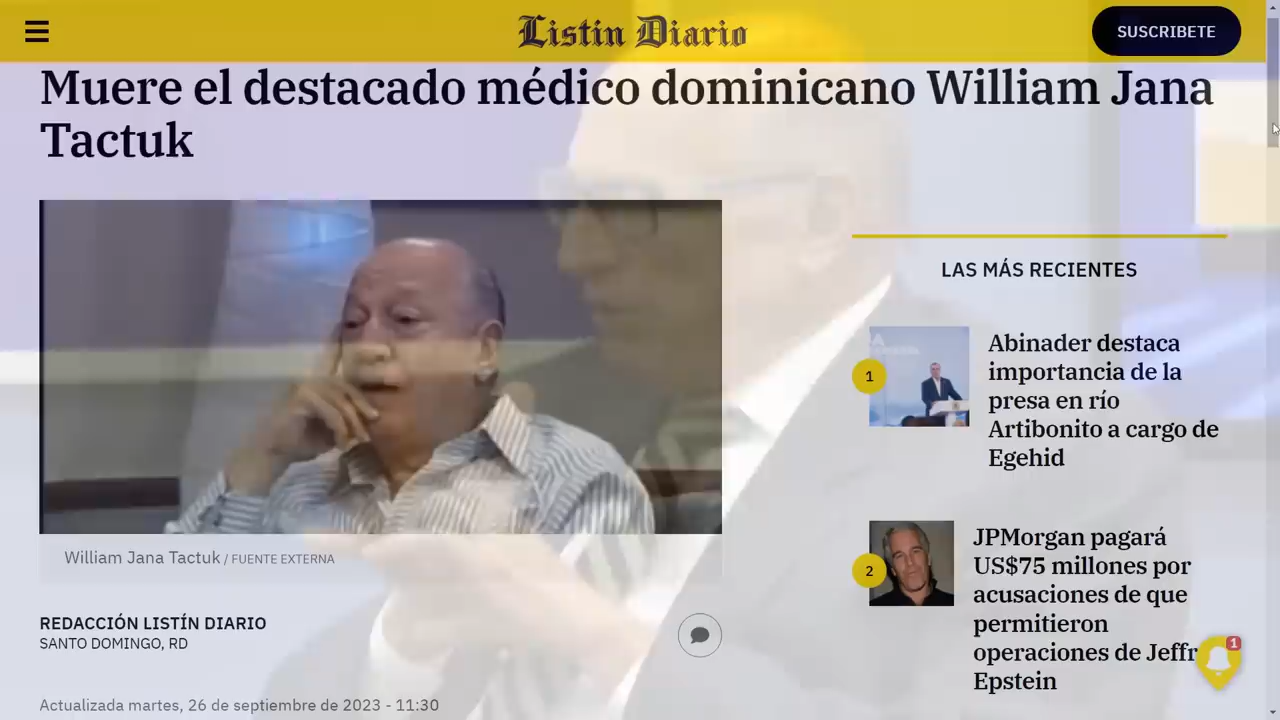 Listín Diario
SUSCRIBETE
Muere el destacado médico dominicano William Jana
Tactuk
William Jana Tactuk / FUENTE EXTERNA
REDACCIÓN LISTÍN DIARIO
SANTO DOMINGO, RD
Actualizada martes, 26 de septiembre de 2023 - 11:30
LAS MÁS RECIENTES
1
Abinader destaca
importancia de la
presa en río
Artibonito a cargo de
Egehid
2
JPMorgan pagará
US$75 millones por
acusaciones de que
permitieron
operaciones de Jeffr
Epstein
1